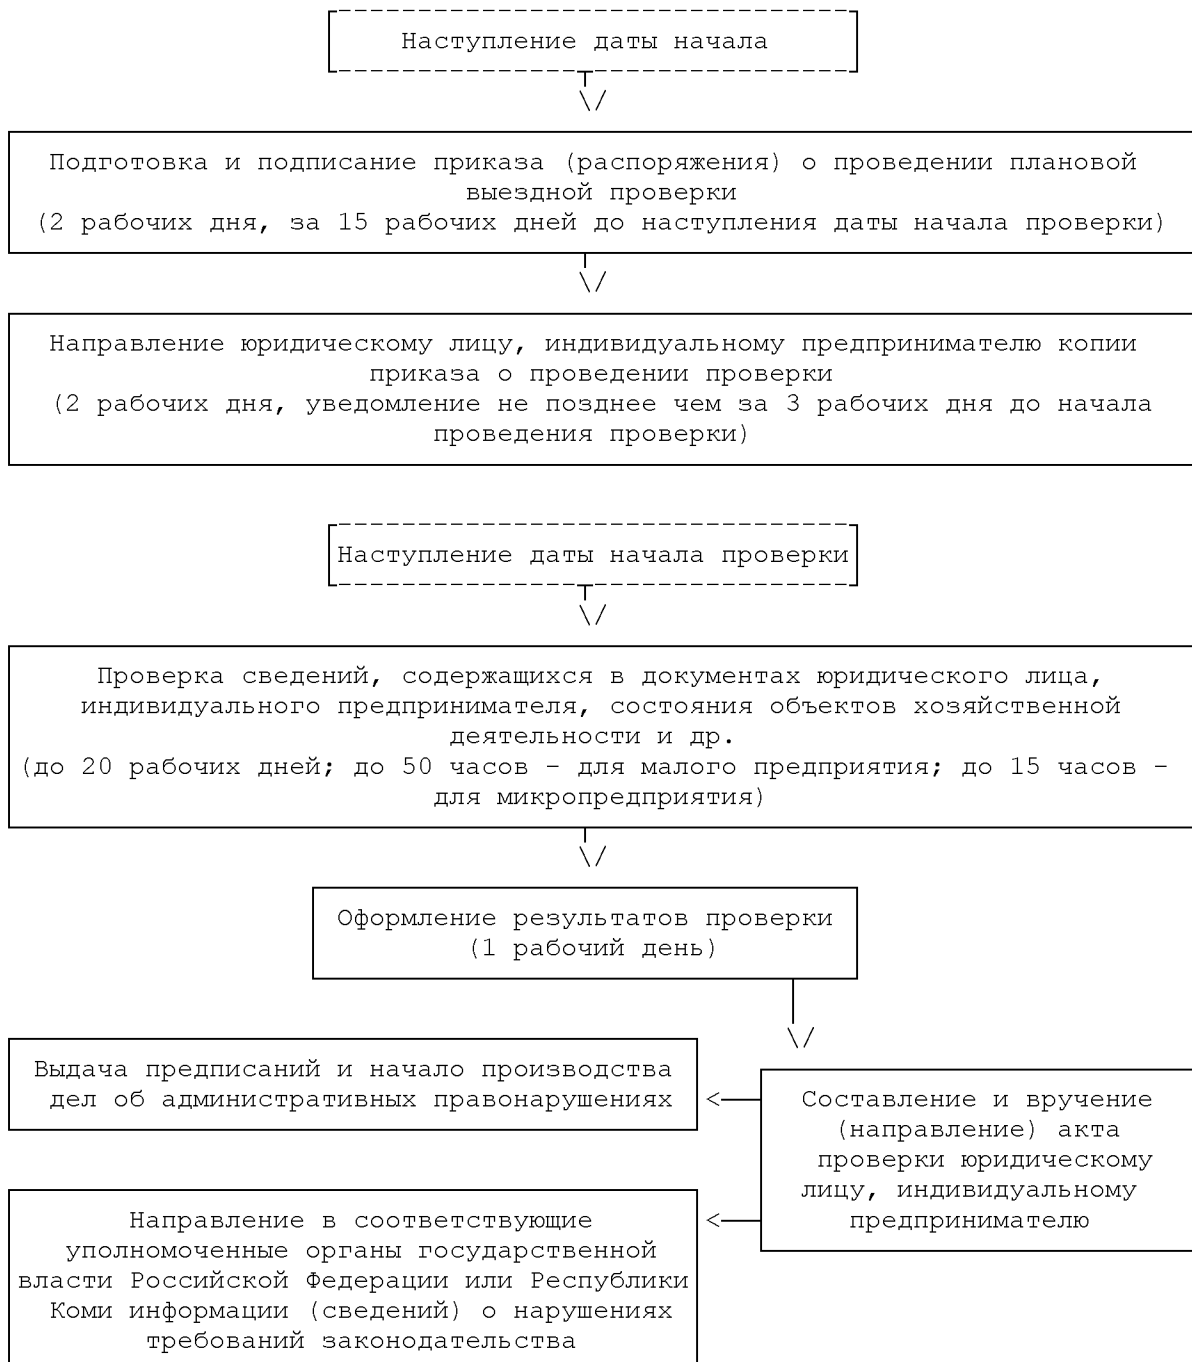 Наступление даты начала
Подготовка и подписание приказа (распоряжения) о проведении плановой
выездной проверки
(2 рабочих дня, за 15 рабочих дней до наступления даты начала проверки)
Направление юридическому лицу, индивидуальному предпринимателю копии
приказа о проведении проверки
(2 рабочих дня, уведомление не позднее чем за 3 рабочих дня до начала
проведения проверки)
Наступление даты начала проверки
Проверка сведений, содержащихся в документах юридического лица,
индивидуального предпринимателя, состояния объектов хозяйственной
деятельности и др.
(до 20 рабочих дней; до 50 часов - для малого предприятия; до 15 часов -
для микропредприятия)
Оформление результатов проверки
(1 рабочий день)
Выдача предписаний и начало производства
дел об административных правонарушениях
Составление и вручение
(направление) акта
проверки юридическому
лицу, индивидуальному
предпринимателю
Направление в соответствующие
уполномоченные органы государственной
власти Российской Федерации или Республики
Коми информации (сведений) о нарушениях
требований законодательства